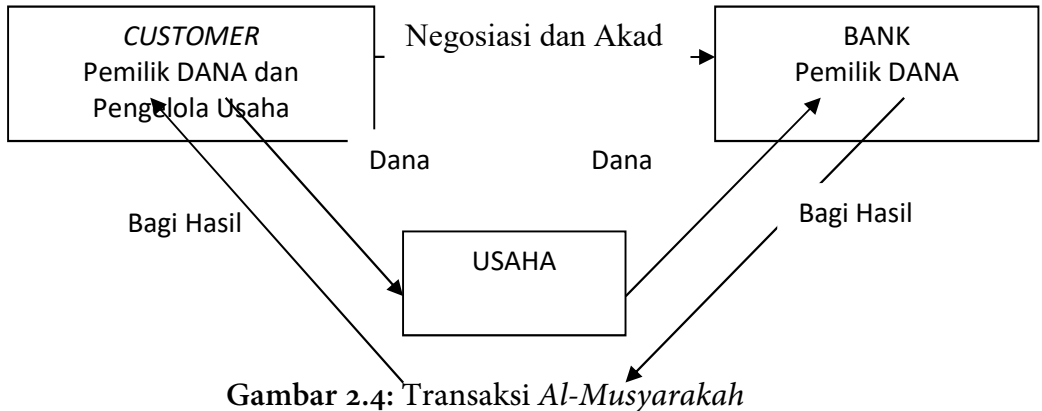 CUSTOMER
Pemilik DANA dan
Pengelola Usaha
Negosiasi dan Akad
BANK
Pemilik DANA
Dana
Dana
Bagi Hasil
Bagi Hasil
USAHA
Gambar 2.4: Transaksi Al-Musyarakah